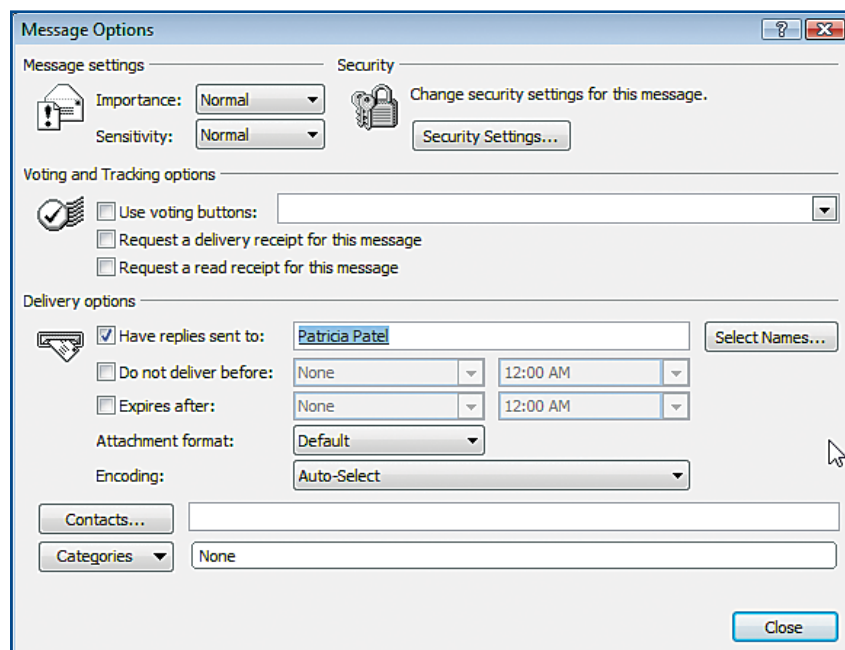 Message Options
Message settings
Security
Importance: Normal
Change security settings for this message.
Sensitivity: Normal
Security Settings...
Voting and Tracking options
Use voting buttons:
Request a delivery receipt for this message
Request a read receipt for this message
Delivery options
Have replies sent to: Patricia Patel Select Names...
Do not deliver before: None 12:00 AM
Expires after: None 12:00 AM
Attachment format: Default
Encoding: Auto-Select
Contacts...
Categories None
Close